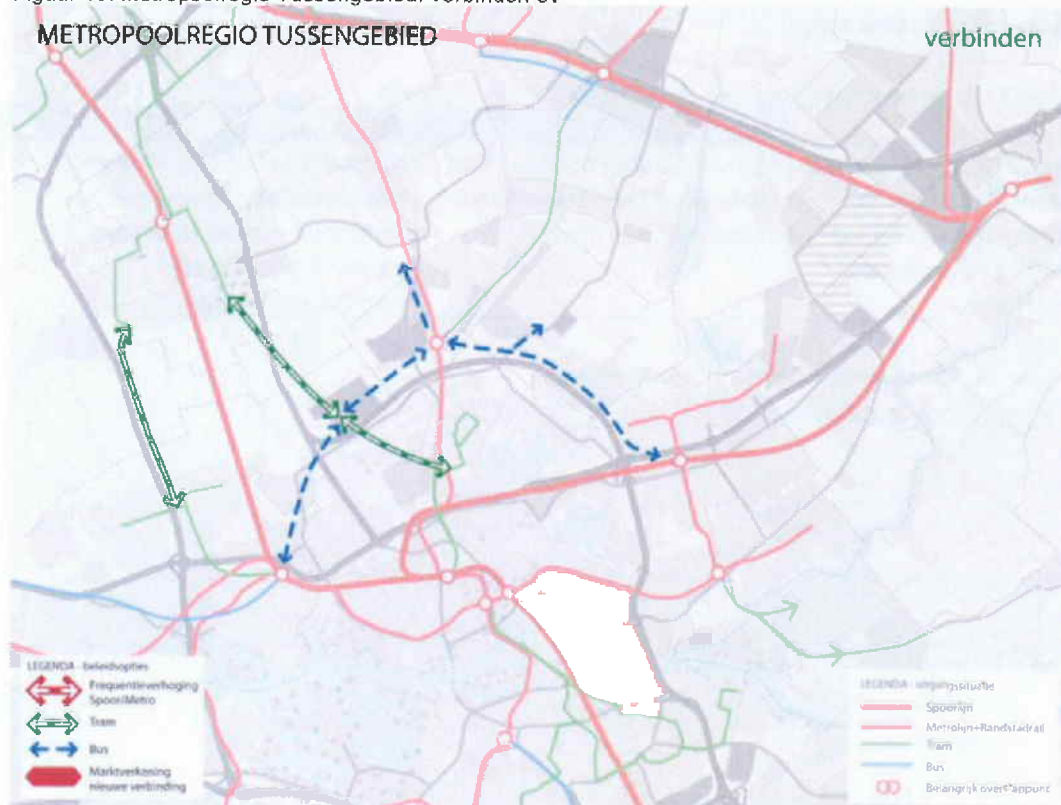 METROPOOLREGIO TUSSENGEBIED
verbinden
LEGENDA - beleidsopties
Frequentieverhoging
Spoor/Metro
Tram
Bus
Marktverkening
nieuwe verbinding
LEGENDA - uitgangssituatie
Spoorlijn
Metrolijn+Randstadrail
Tram
Bus
Belangrijk overstappunt